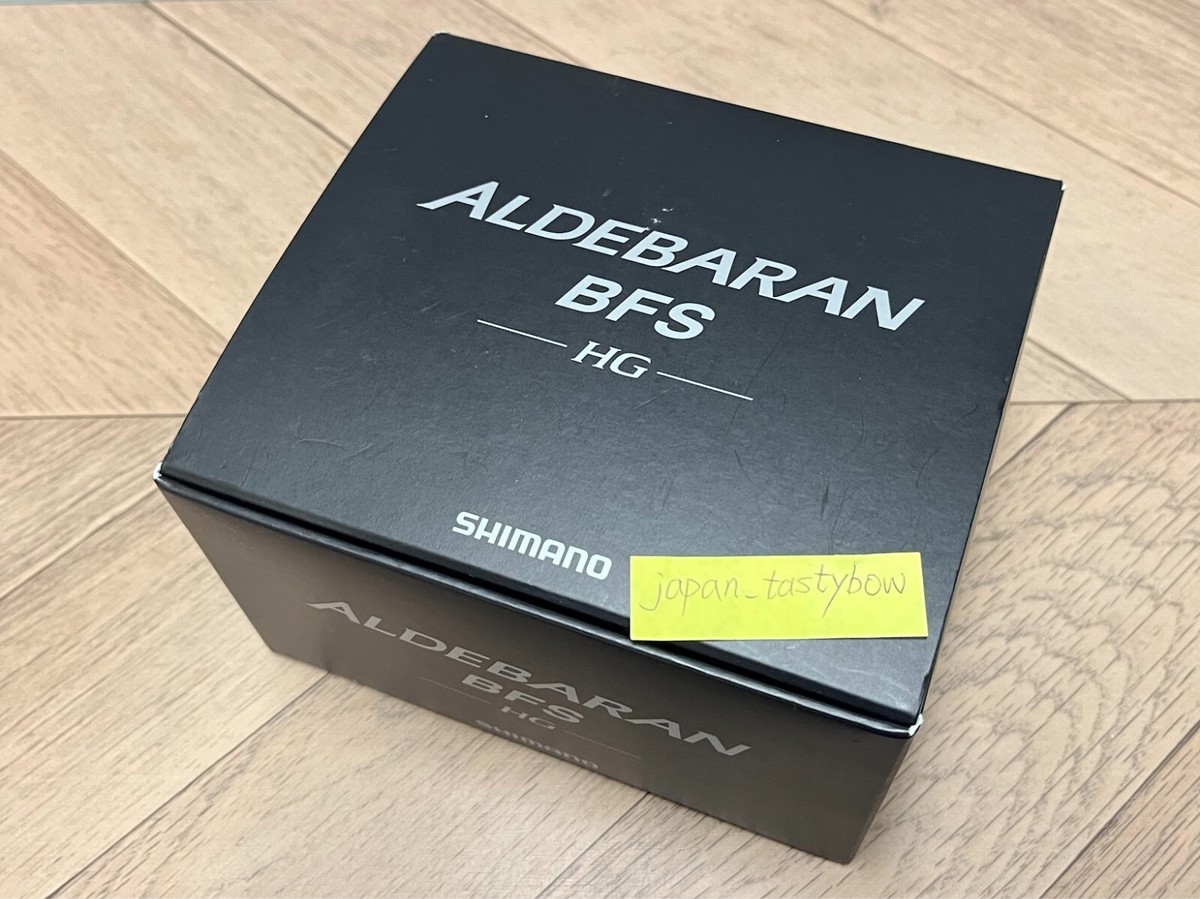 ALDEBARAN
BFS
HG
SHIMANO
japan_tastybow
ALDEBARAN
BFS
HG
SHIMANO